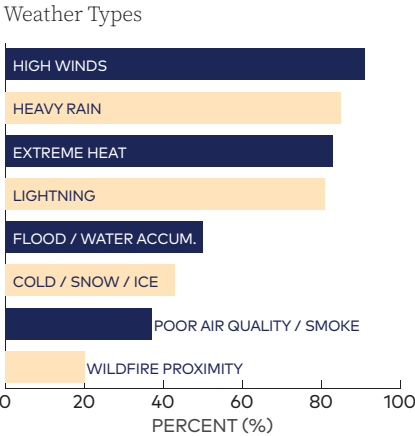 Weather Types
HIGH WINDS
HEAVY RAIN
EXTREME HEAT
LIGHTNING
FLOOD / WATER ACCUM.
COLD / SNOW / ICE
POOR AIR QUALITY / SMOKE
WILDFIRE PROXIMITY
0 20 40 60 80 100
PERCENT (%)